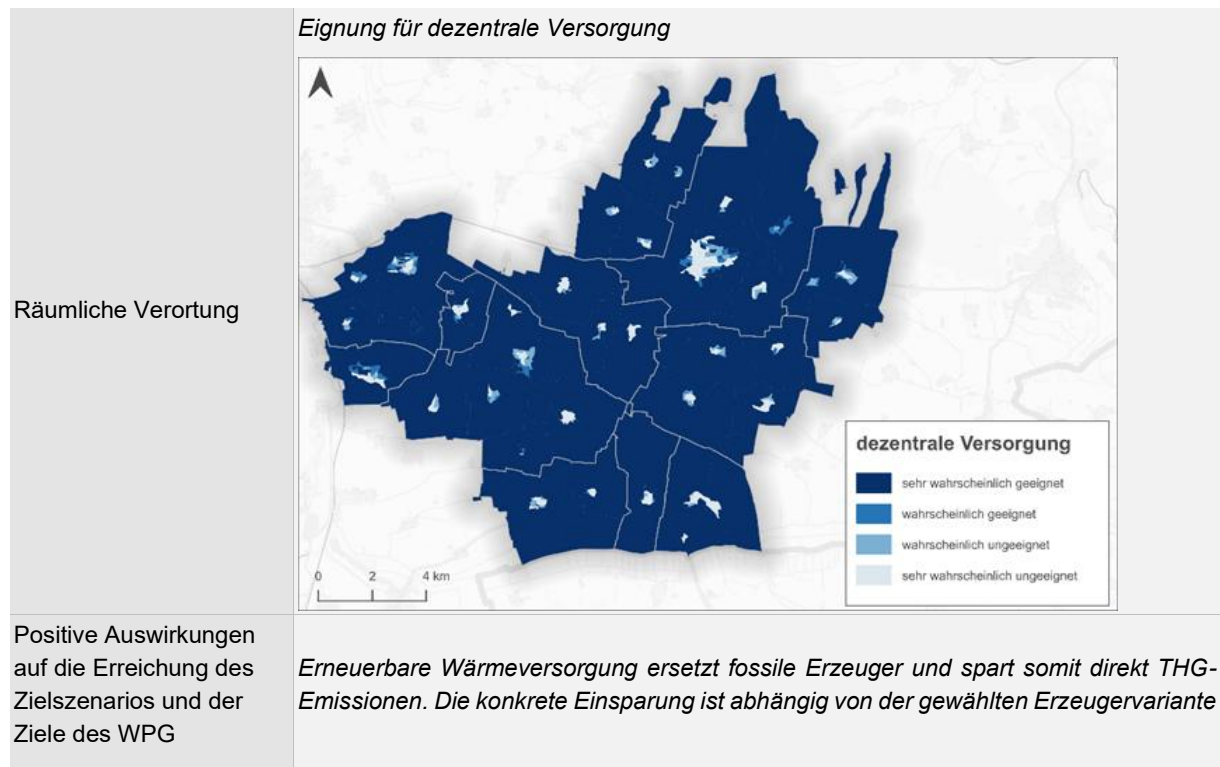 Räumliche Verortung
Eignung für dezentrale Versorgung
dezentrale Versorgung
sehr wahrscheinlich geeignet
wahrscheinlich geeignet
wahrscheinlich ungeeignet
sehr wahrscheinlich ungeeignet
0 2 4 km
Positive Auswirkungen
auf die Erreichung des
Zielszenarios und der
Ziele des WPG
Erneuerbare Wärmeversorgung ersetzt fossile Erzeuger und spart somit direkt THG-
Emissionen. Die konkrete Einsparung ist abhängig von der gewählten Erzeugervariante